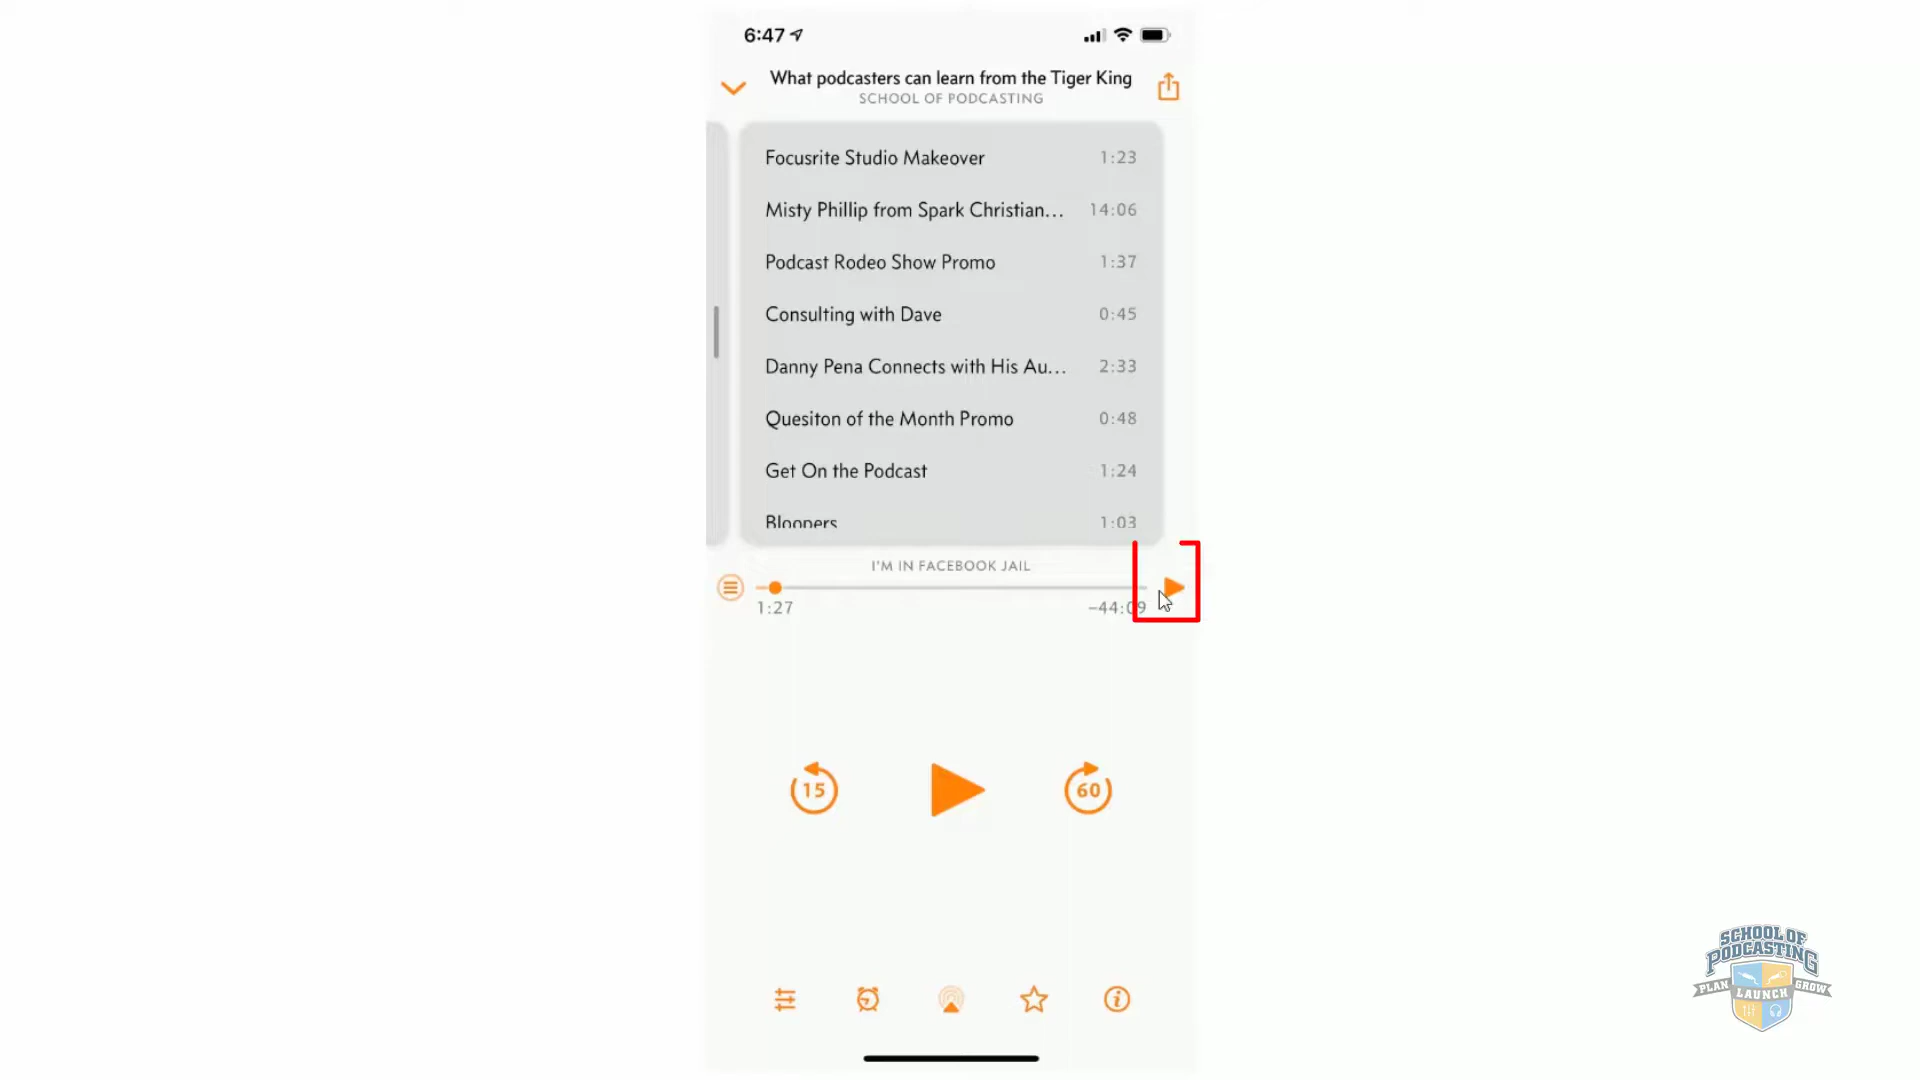 6:47
What podcasters can learn from the Tiger King
SCHOOL OF PODCASTING
Focusrite Studio Makeover 1:23
Misty Phillip from Spark Christian... 14:06
Podcast Rodeo Show Promo 1:37
Consulting with Dave 0:45
Danny Pena Connects with His Au... 2:33
Quesiton of the Month Promo 0:48
Get On the Podcast 1:24
Bloopers 1:03
I'M IN FACEBOOK JAIL
1:27 -44:09
15 60
SCHOOL OF
PODCASTING
PLAN LAUNCH GROW